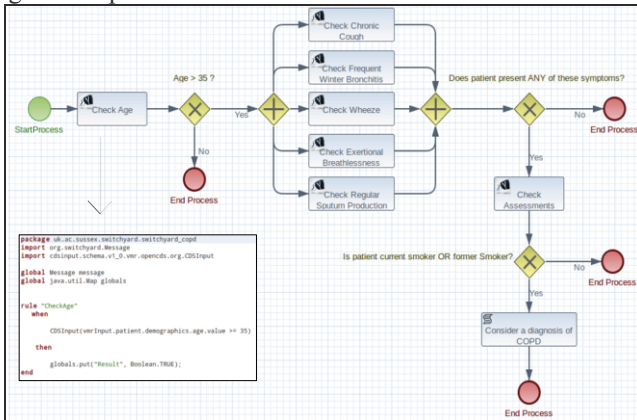 Check Chronic
Cough
Age > 35 ?
Check Frequent
Winter Bronchitis
Does patient present ANY of these symptoms?
StartProcess
Check Age
Yes
Check Wheeze
No
End Process
No
End Process
Check Exertional
Breathlessness
Yes
Check Regular
Sputum Production
Check
Assessments
package uk.ac.sussex.switchyard.switchyard_copd
import org.switchyard.Message
import cdsinput.schema.v1_0.vmr.opencds.org.CDSInput
global Message message
global java.util.Map globals
rule "CheckAge"
when
CDSInput(vmrInput.patient.demographics.age.value >= 35)
then
globals.put("Result", Boolean.TRUE);
end
Is patient current smoker OR former Smoker?
No
End Process
Yes
Consider a diagnosis of
COPD
End Process